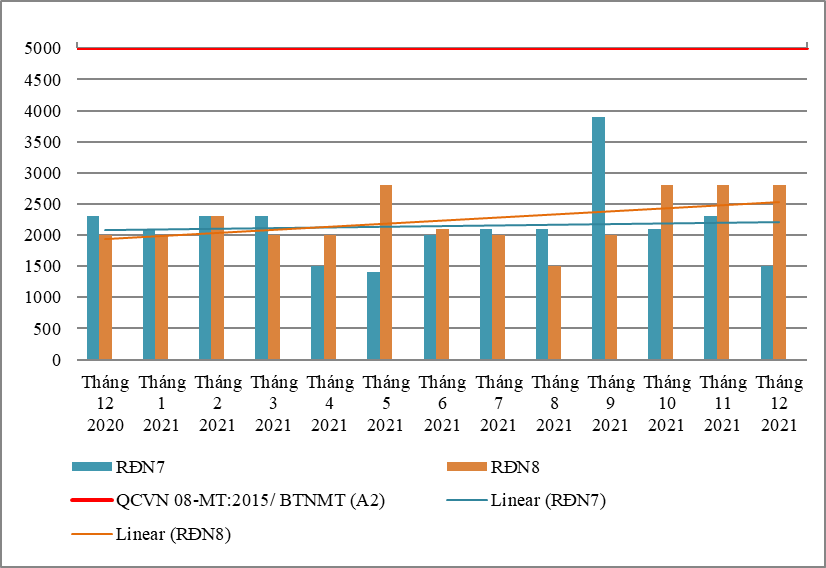 5000
4500
4000
3500
3000
2500
2000
1500
1000
500
0
Tháng Tháng Tháng Tháng Tháng Tháng Tháng Tháng Tháng Tháng Tháng Tháng Tháng
12 1 2 3 4 5 6 7 8 9 10 11 12
2020 2021 2021 2021 2021 2021 2021 2021 2021 2021 2021 2021 2021
RĐN7 RĐN8
QCVN 08-MT:2015/ BTNMT (A2) Linear (RĐN7)
Linear (RĐN8)